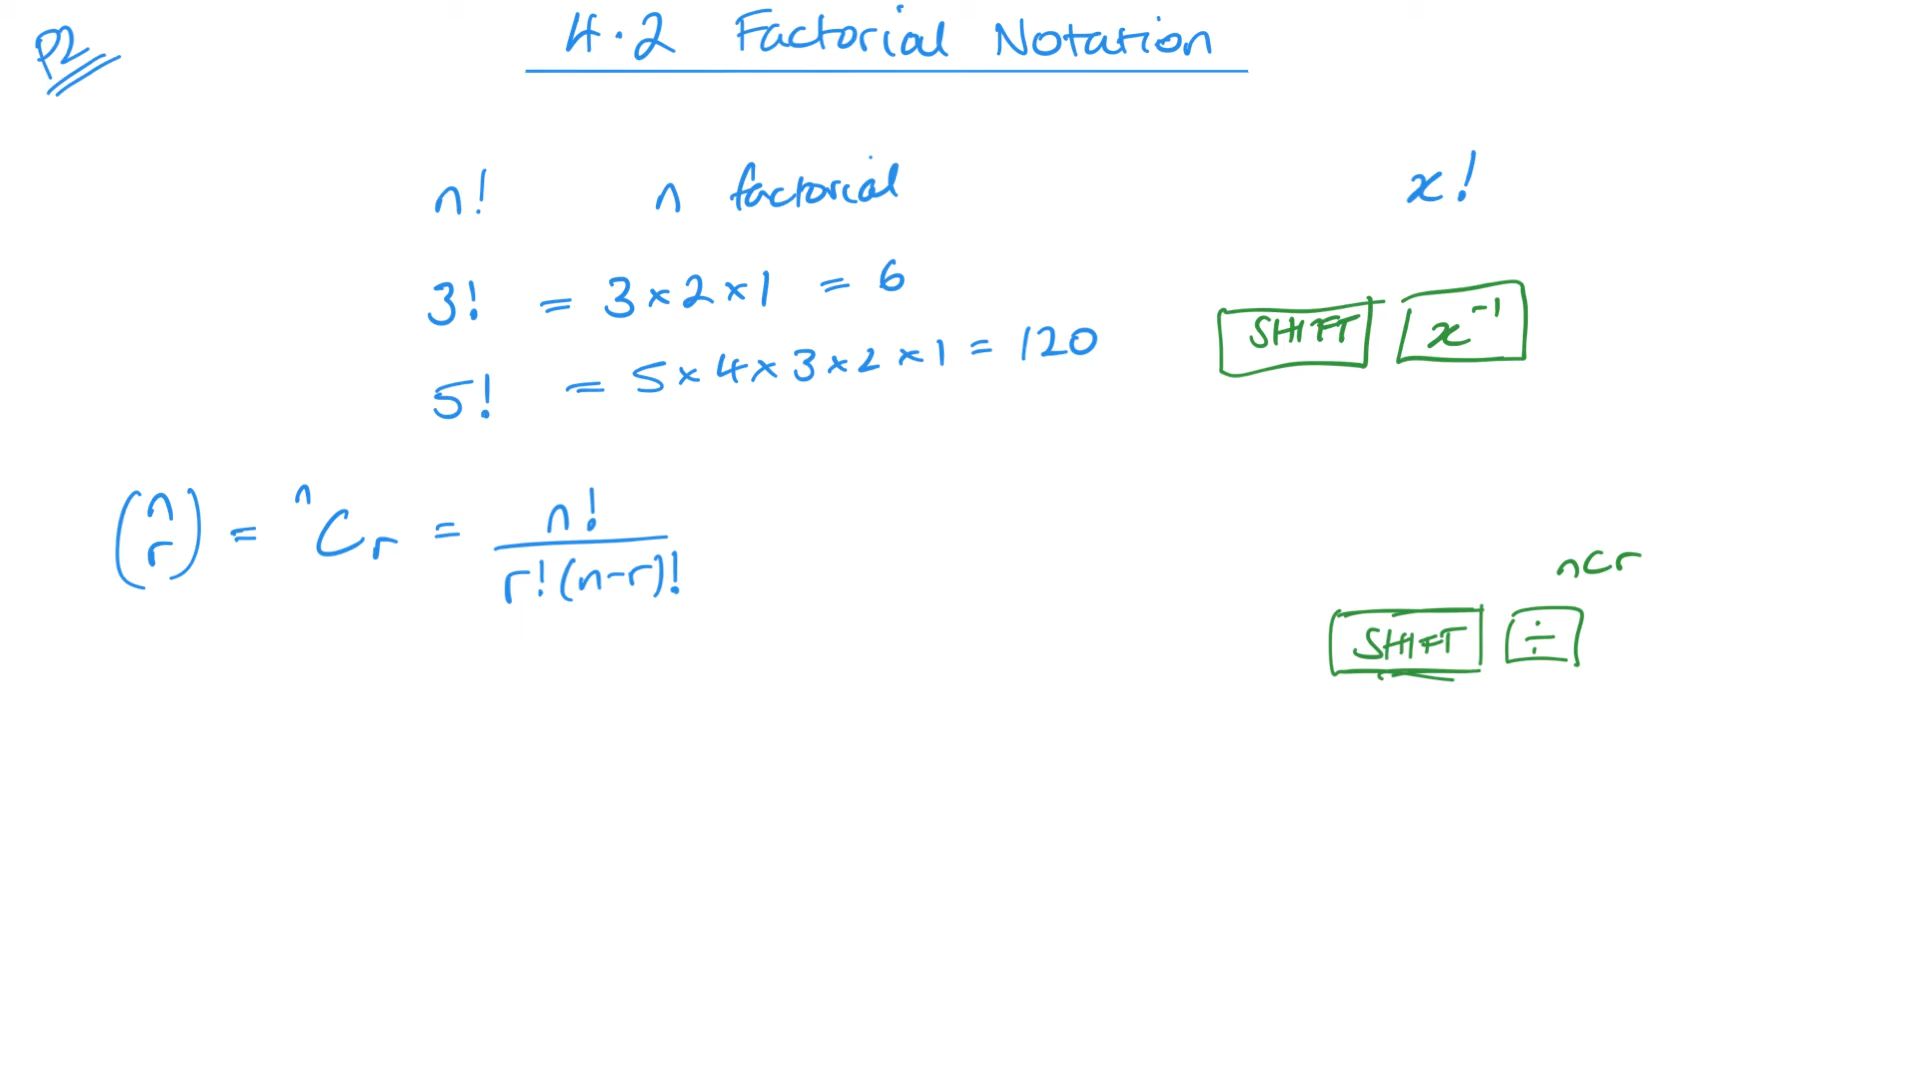 P2
4.2 Factorial Notation
n! n factorial x!
3! = 3 × 2 × 1 = 6
SHIFT x⁻¹
5! = 5 × 4 × 3 × 2 × 1 = 120
(n r) = ⁿCᵣ = n! / r!(n-r)!
nCr
SHIFT ÷